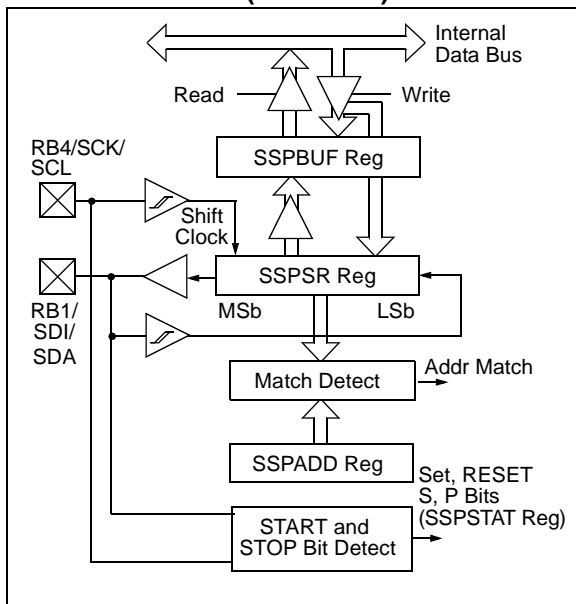 Internal
Data Bus
Read
Write
RB4/SCK/
SCL
SSPBUF Reg
Shift
Clock
SSPSR Reg
MSb
LSb
RB1/
SDI/
SDA
Match Detect
Addr Match
SSPADD Reg
Set, RESET
S, P Bits
(SSPSTAT Reg)
START and
STOP Bit Detect